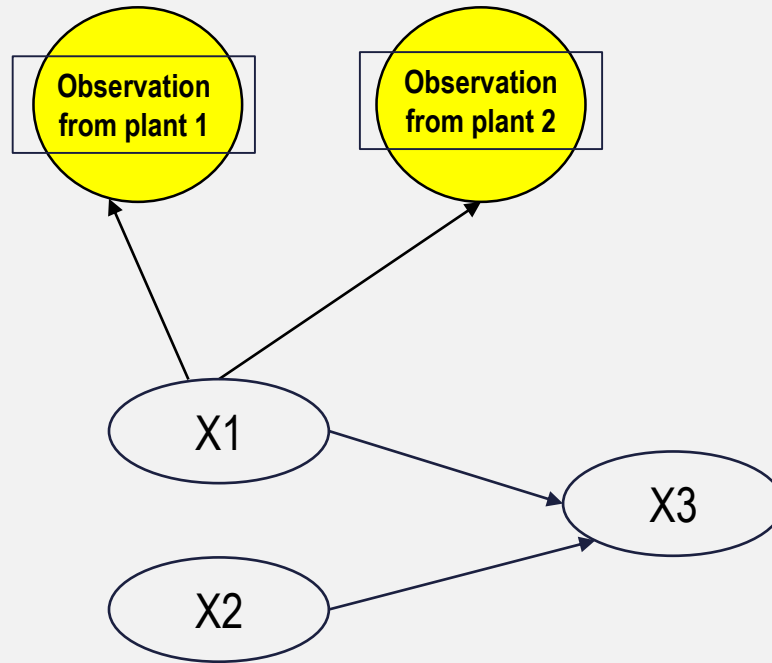 Observation
from plant 1
Observation
from plant 2
X1
X3
X2